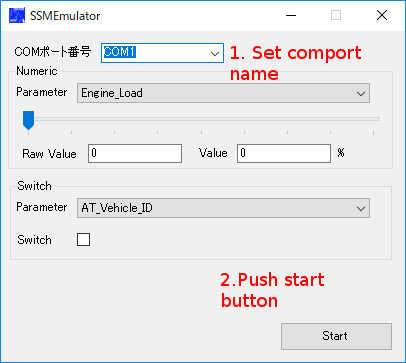 SSMEmulator
COMポート番号 COM1
1. Set comport
name
Numeric
Parameter Engine_Load
Raw Value 0 Value 0 %
Switch
Parameter AT_Vehicle_ID
Switch
2.Push start
button
Start